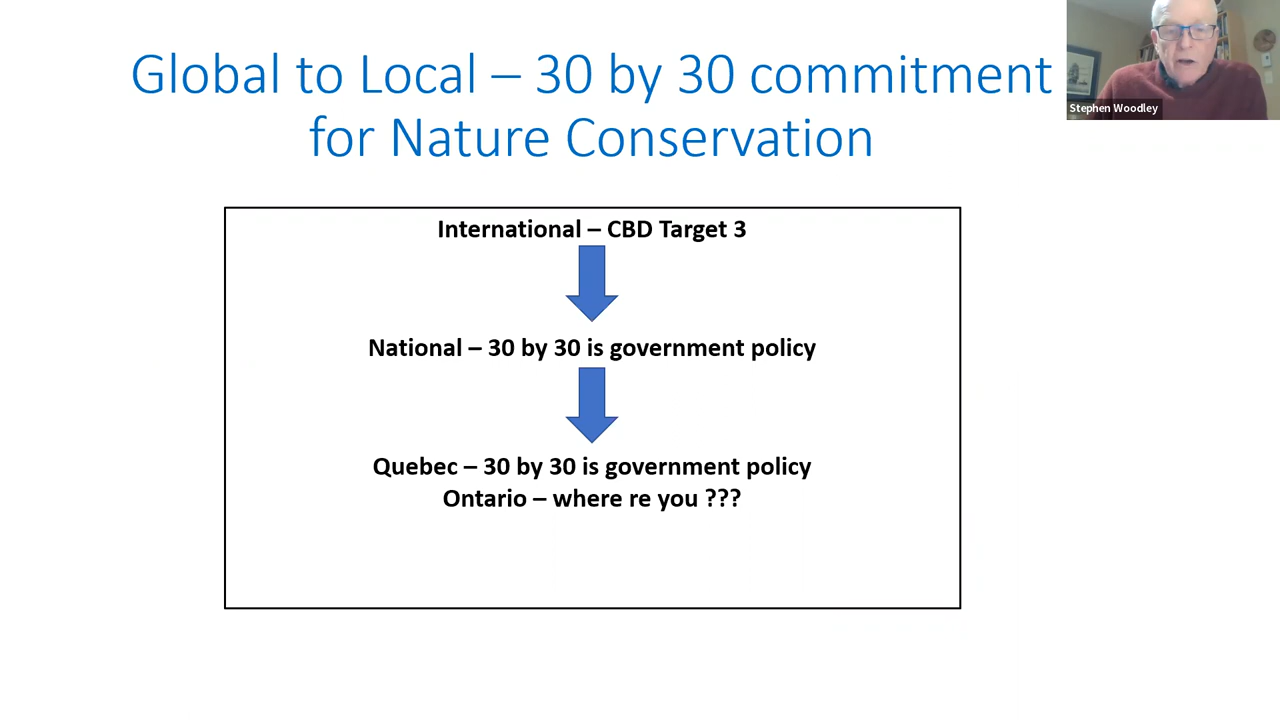 Global to Local – 30 by 30 commitment
for Nature Conservation
Stephen Woodley
International – CBD Target 3
National – 30 by 30 is government policy
Quebec – 30 by 30 is government policy
Ontario – where re you ???